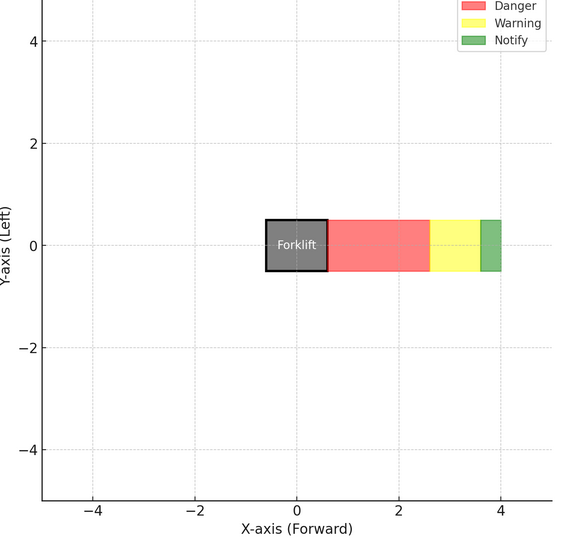 Danger
Warning
Notify
4
2
0
−2
−4
Y-axis (Left)
Forklift
−4
−2
0
2
4
X-axis (Forward)